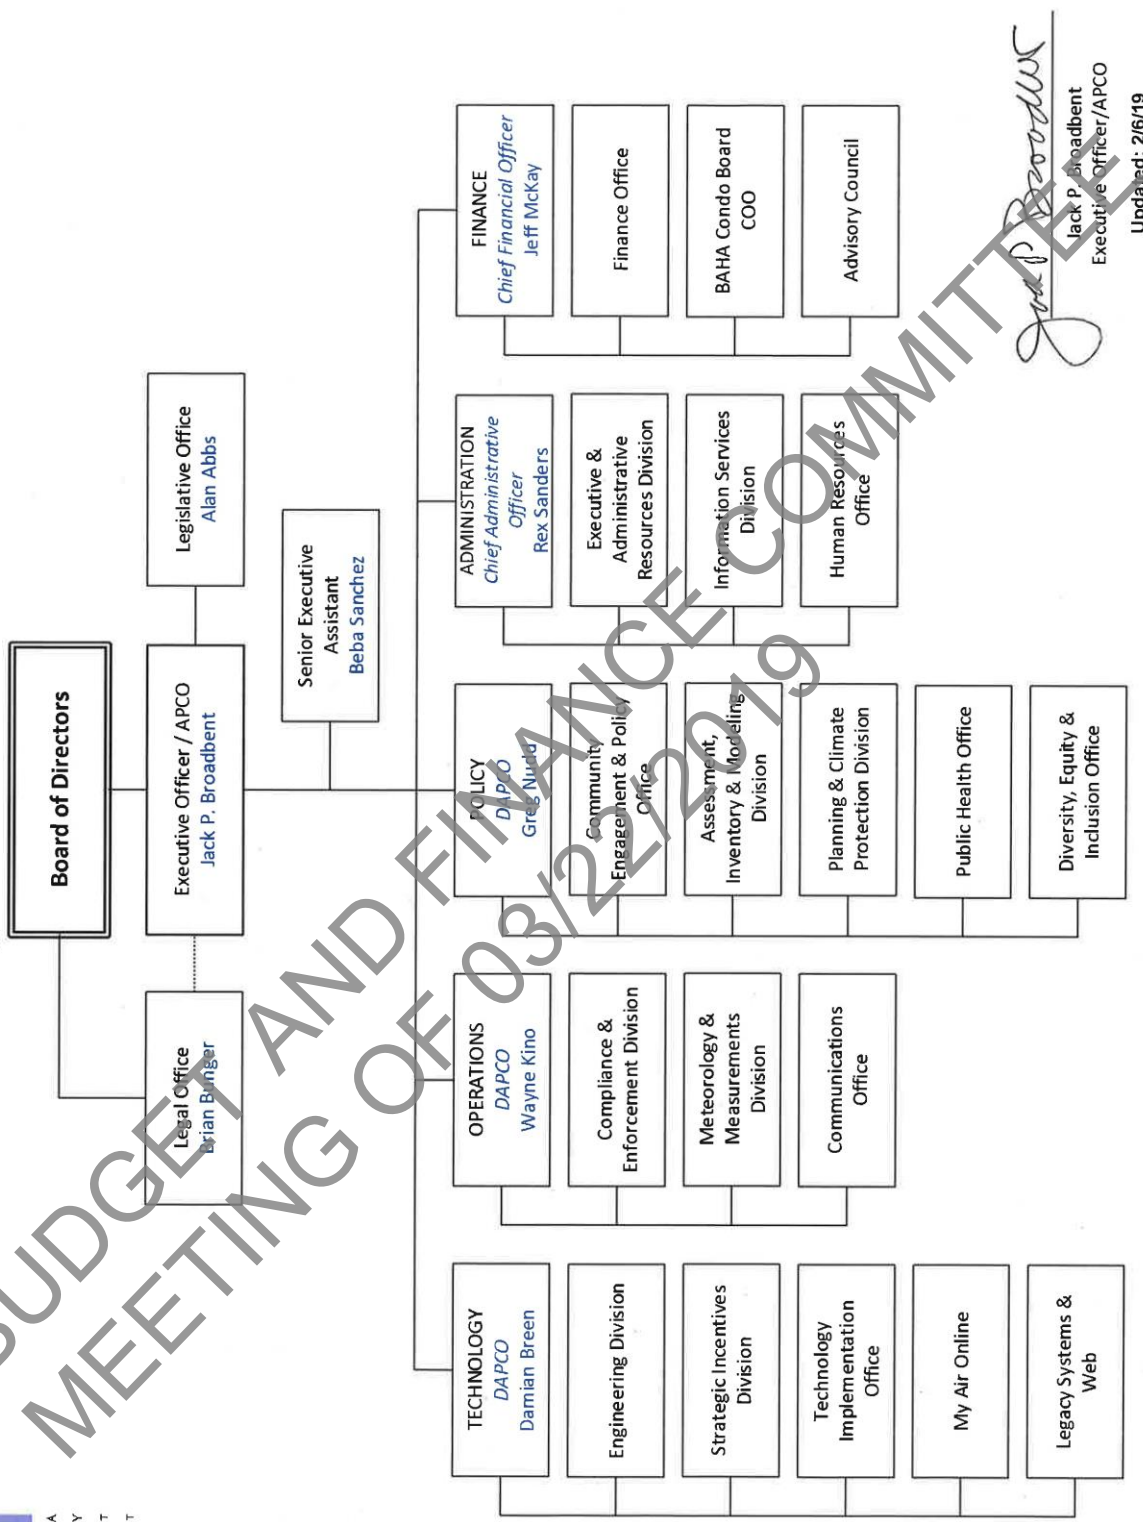 Board of Directors
Legal Office
Brian Bunger
Executive Officer / APCO
Jack P. Broadbent
Legislative Office
Alan Abbs
Senior Executive
Assistant
Beba Sanchez
TECHNOLOGY
DAPCO
Damian Breen
Engineering Division
Strategic Incentives
Division
Technology
Implementation
Office
My Air Online
Legacy Systems &
Web
OPERATIONS
DAPCO
Wayne Kino
Compliance &
Enforcement Division
Meteorology &
Measurements
Division
Communications
Office
POLICY
DAPCO
Greg Nudd
Community
Engagement & Policy
Office
Assessment,
Inventory & Modeling
Division
Planning & Climate
Protection Division
Public Health Office
Diversity, Equity &
Inclusion Office
ADMINISTRATION
Chief Administrative
Officer
Rex Sanders
Executive &
Administrative
Resources Division
Information Services
Division
Human Resources
Office
FINANCE
Chief Financial Officer
Jeff McKay
Finance Office
BAHA Condo Board
COO
Advisory Council
Jack P. Broadbent
Executive Officer/APCO
Updated: 2/6/19
BUDGET AND FINANCE COMMITTEE
MEETING OF 03/22/2019